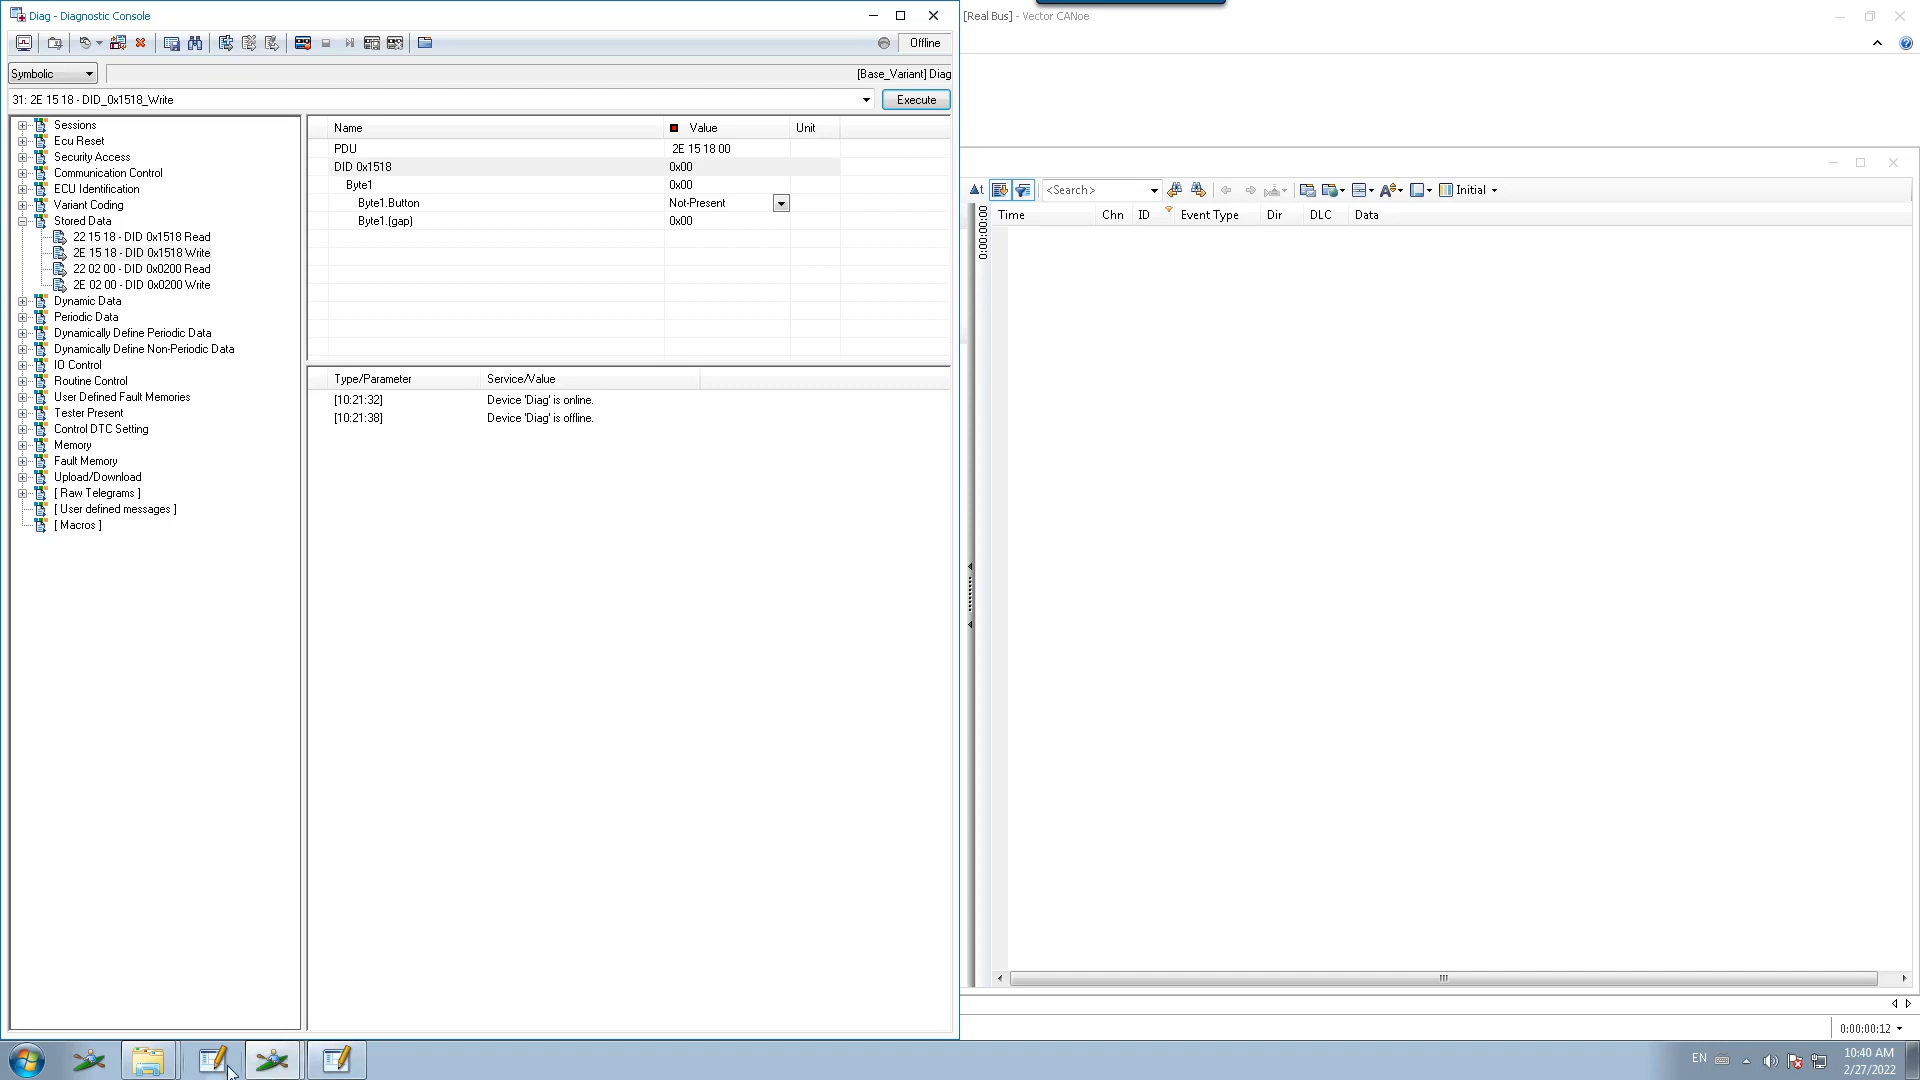 Diag - Diagnostic Console
[Real Bus] - Vector CANoe
Offline
Symbolic
[Base_Variant] Diag
31: 2E 15 18 - DID_0x1518_Write
Execute
Sessions
Ecu Reset
Security Access
Communication Control
ECU Identification
Variant Coding
Stored Data
22 15 18 - DID 0x1518 Read
2E 15 18 - DID 0x1518 Write
22 02 00 - DID 0x0200 Read
2E 02 00 - DID 0x0200 Write
Dynamic Data
Periodic Data
Dynamically Define Periodic Data
Dynamically Define Non-Periodic Data
IO Control
Routine Control
User Defined Fault Memories
Tester Present
Control DTC Setting
Memory
Fault Memory
Upload/Download
[ Raw Telegrams ]
[ User defined messages ]
[ Macros ]
Name Value Unit
PDU 2E 15 18 00
DID 0x1518 0x00
Byte1 0x00
Byte1.Button Not-Present
Byte1.(gap) 0x00
Type/Parameter Service/Value
[10:21:32] Device 'Diag' is online.
[10:21:38] Device 'Diag' is offline.
Δt <Search> Initial
0:00:00:00
Time Chn ID Event Type Dir DLC Data
0:00:00:12
EN
10:40 AM
2/27/2022